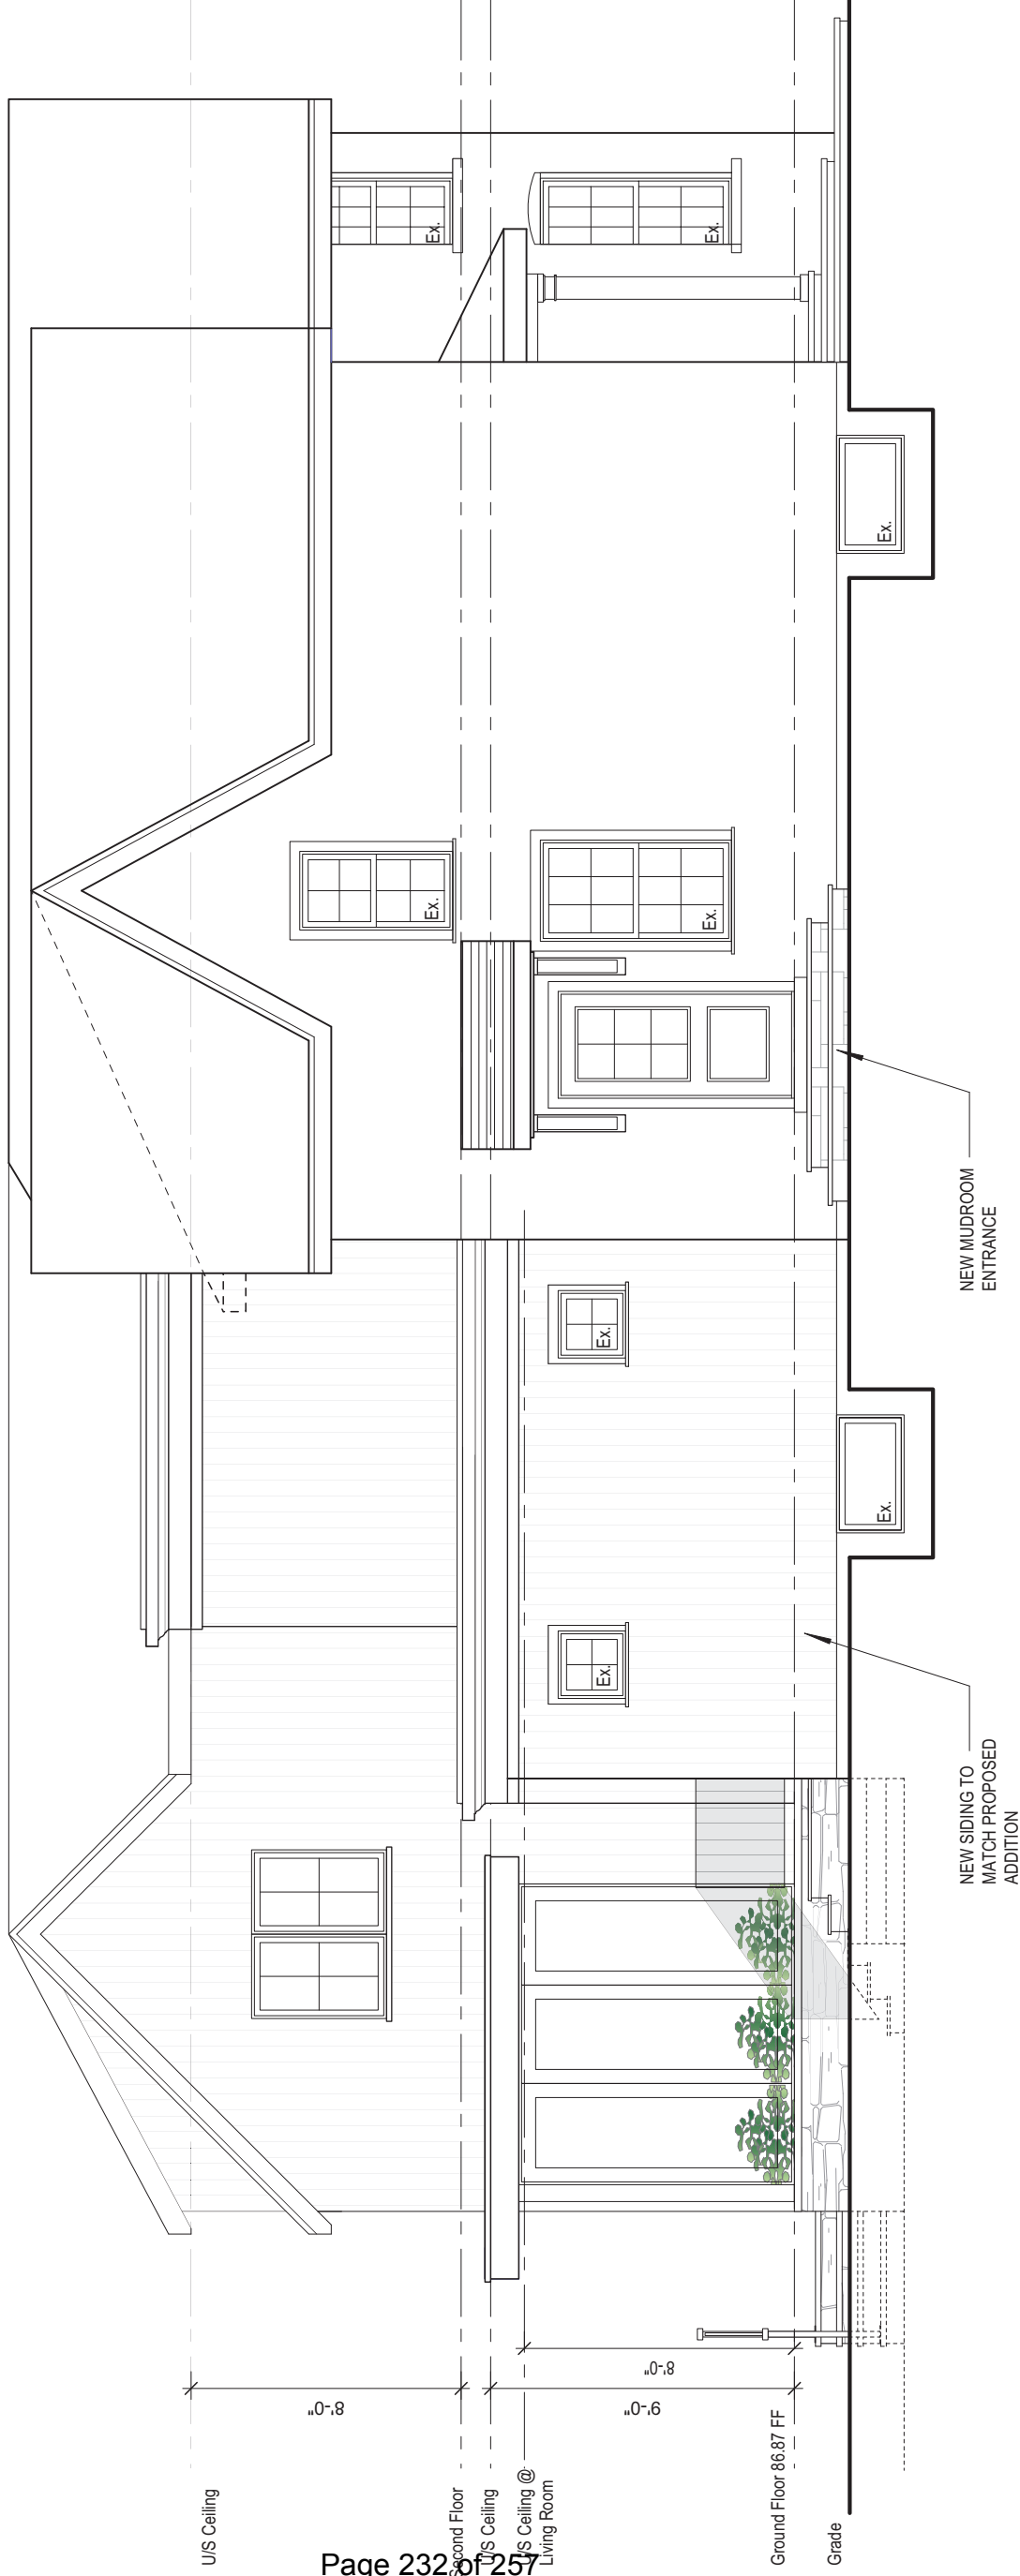 U/S Ceiling
Second Floor
U/S Ceiling
U/S Ceiling @
Living Room
Ground Floor 86.87 FF
Grade
8'-0"
9'-0"
8'-0"
Ex.
Ex.
Ex.
Ex.
Ex.
Ex.
Ex.
Ex.
NEW SIDING TO
MATCH PROPOSED
ADDITION
NEW MUDROOM
ENTRANCE
Page 232 of 257